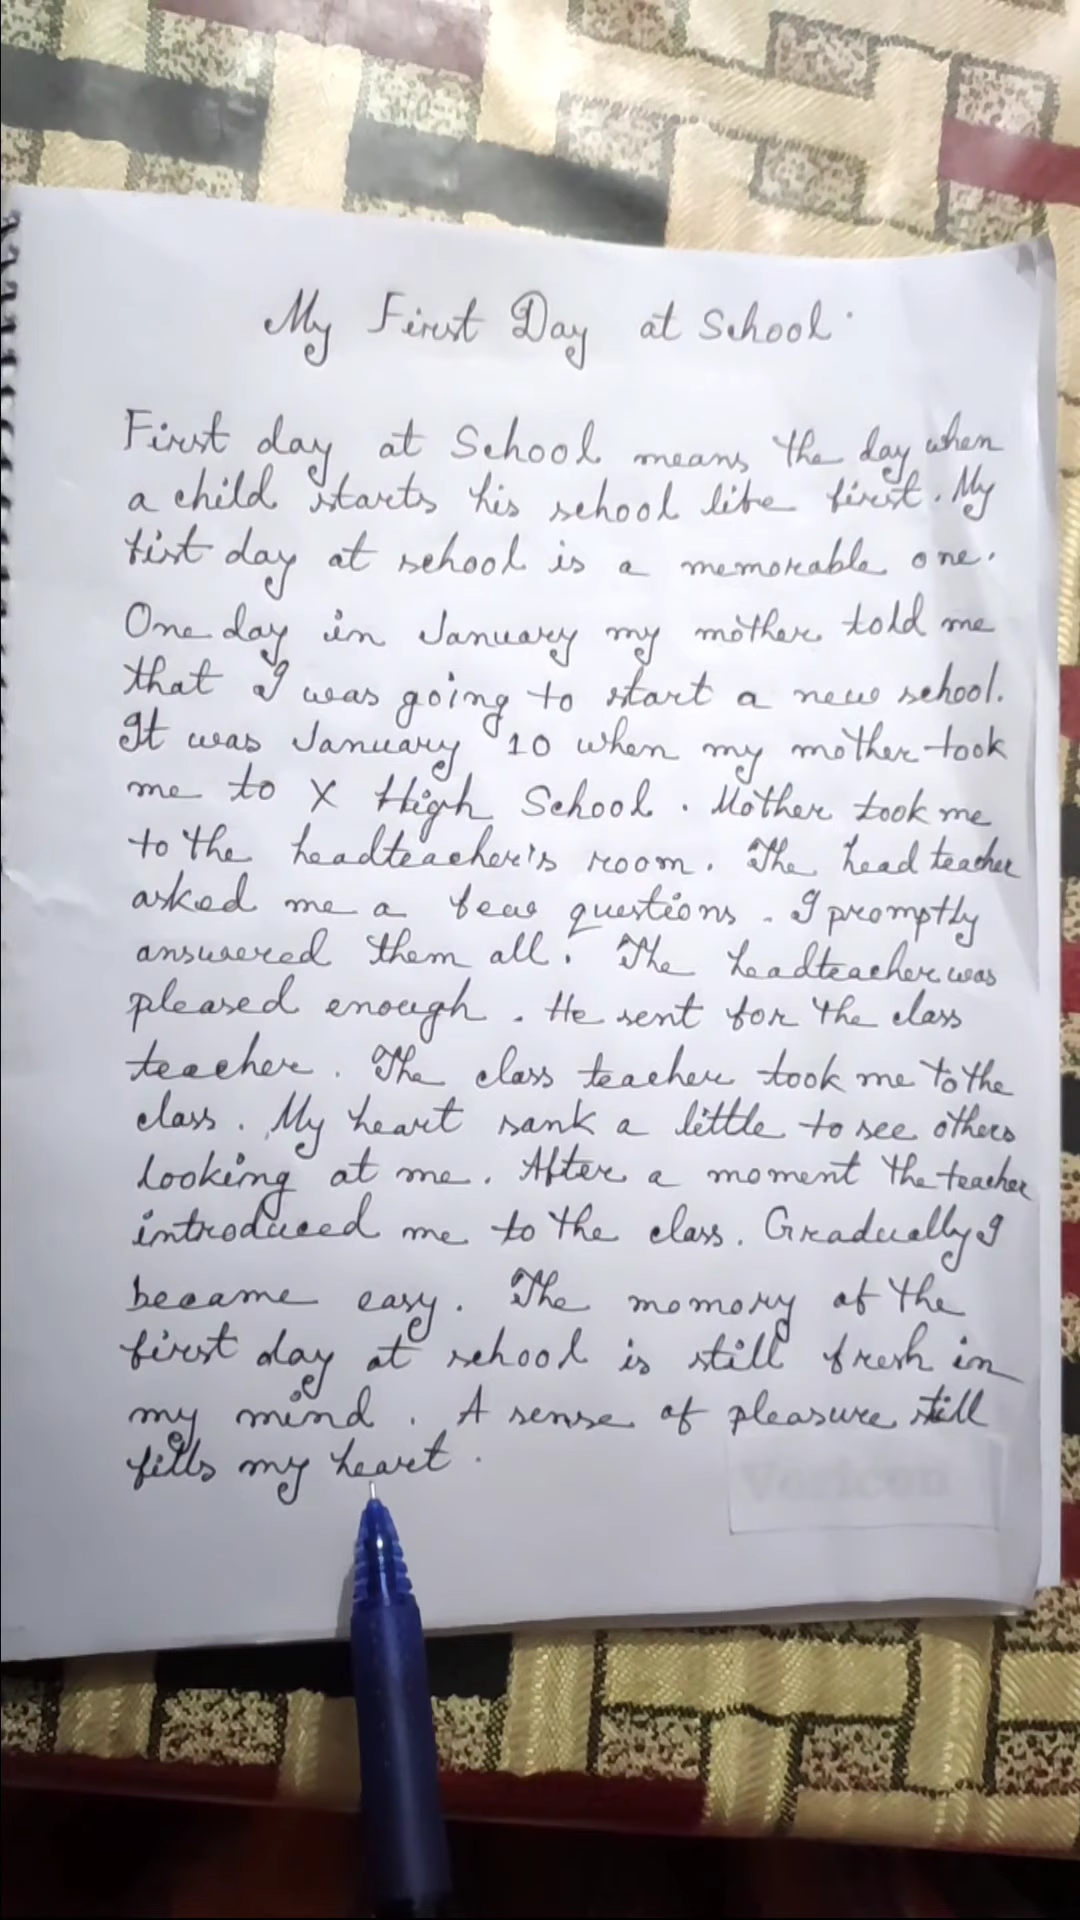 My First Day at School.
First day at School means the day when
a child starts his school life first. My
fist day at school is a memorable one.
One day in January my mother told me
that I was going to start a new school.
It was January 10 when my mother took
me to X High School. Mother took me
to the headteacher's room. The head teacher
asked me a few questions. I promptly
answered them all. The headteacher was
pleased enough. He sent for the class
teacher. The class teacher took me to the
class. My heart sank a little to see others
looking at me. After a moment the teacher
introduced me to the class. Gradually I
became easy. The momory of the
first day at school is still fresh in
my mind. A sense of pleasure still
fills my heart.